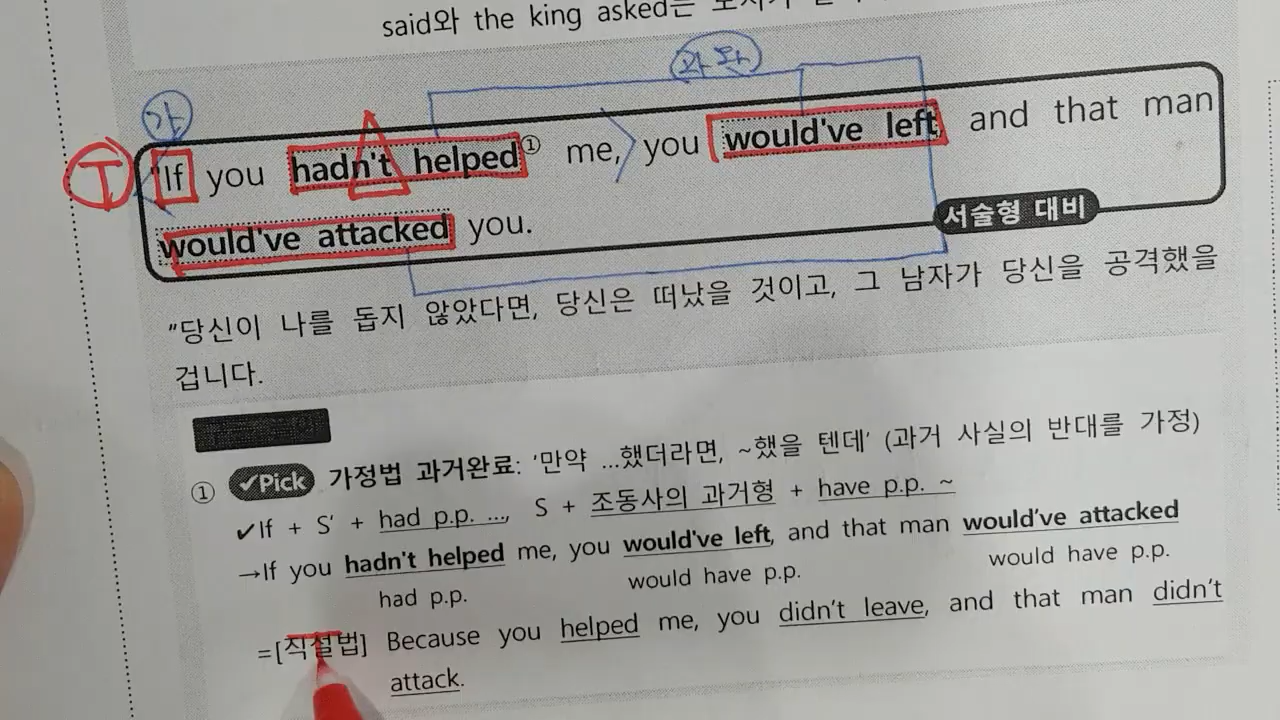 said와 the king asked는
과완
가
T
"If you hadn't helped① me, you would've left, and that man
would've attacked you.
서술형 대비
"당신이 나를 돕지 않았다면, 당신은 떠났을 것이고, 그 남자가 당신을 공격했을
겁니다.
① ✓Pick 가정법 과거완료: '만약 ...했더라면, ~했을 텐데' (과거 사실의 반대를 가정)
✓If + S' + had p.p. ..., S + 조동사의 과거형 + have p.p. ~
→If you hadn't helped me, you would've left, and that man would've attacked
had p.p. would have p.p. would have p.p.
=[직설법] Because you helped me, you didn't leave, and that man didn't
attack.